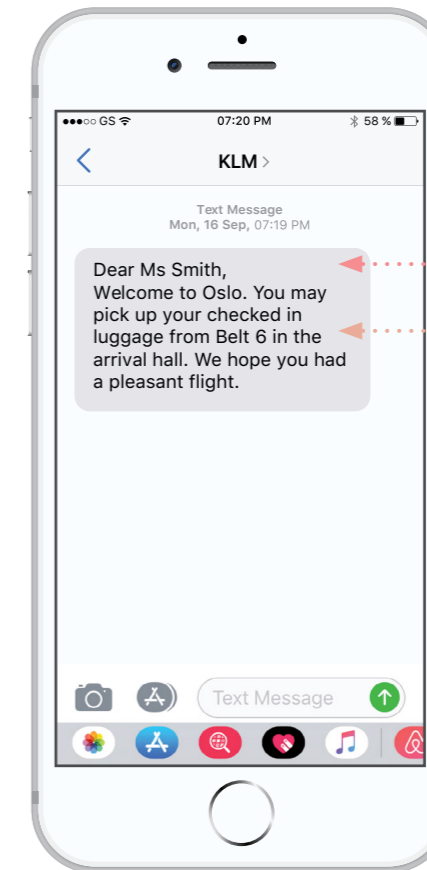 GS 07:20 PM 58 %
KLM >
Text Message
Mon, 16 Sep, 07:19 PM
Dear Ms Smith,
Welcome to Oslo. You may
pick up your checked in
luggage from Belt 6 in the
arrival hall. We hope you had
a pleasant flight.
Text Message